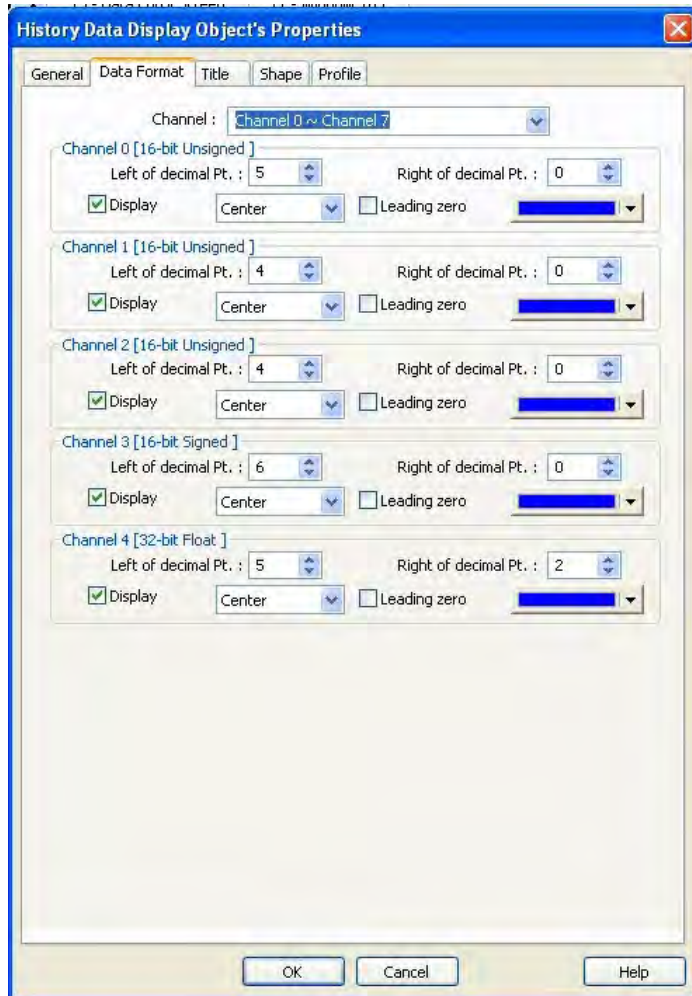 History Data Display Object's Properties
General Data Format Title Shape Profile
Channel : Channel 0 ~ Channel 7
Channel 0 [16-bit Unsigned ]
Left of decimal Pt. : 5 Right of decimal Pt. : 0
Display Center Leading zero
Channel 1 [16-bit Unsigned ]
Left of decimal Pt. : 4 Right of decimal Pt. : 0
Display Center Leading zero
Channel 2 [16-bit Unsigned ]
Left of decimal Pt. : 4 Right of decimal Pt. : 0
Display Center Leading zero
Channel 3 [16-bit Signed ]
Left of decimal Pt. : 6 Right of decimal Pt. : 0
Display Center Leading zero
Channel 4 [32-bit Float ]
Left of decimal Pt. : 5 Right of decimal Pt. : 2
Display Center Leading zero
OK Cancel Help